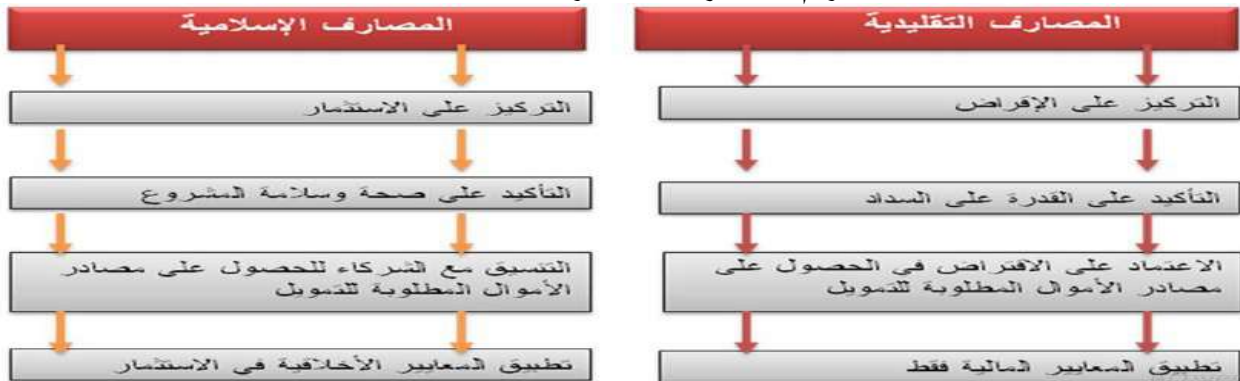 المصارف التقليدية
التركيز على الإقراض
التأكيد على القدرة على السداد
الاعتماد على الاقتراض في الحصول على
مصادر الأموال المطلوبة للتمويل
تطبيق المعايير المالية فقط
المصارف الإسلامية
التركيز على الاستثمار
التأكيد على صحة وسلامة المشروع
التنسيق مع الشركاء للحصول على مصادر
الأموال المطلوبة للتمويل
تطبيق المعايير الأخلاقية في الاستثمار